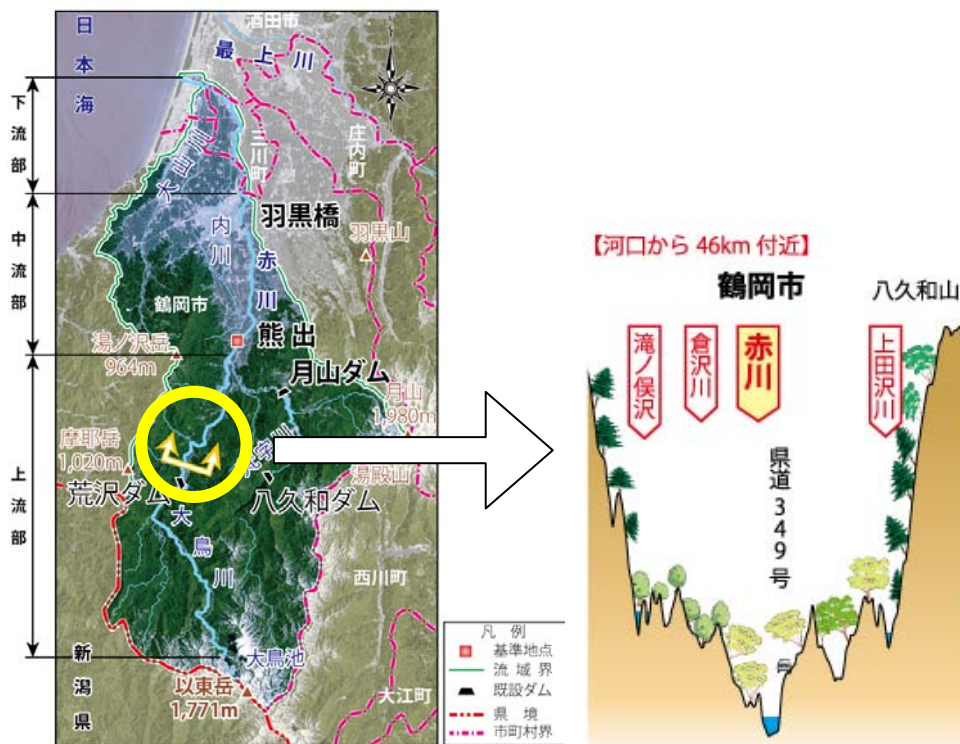 日本海
酒田市
最上川
下流部
大山川
三川町
庄内町
羽黒橋
中流部
内川
赤川
羽黒山
鶴岡市
熊出
湯ノ沢岳
964m
月山ダム
月山
1,980m
上流部
摩耶岳
1,020m
湯殿山
荒沢ダム
八久和ダム
大鳥川
西川町
大鳥池
新潟県
以東岳
1,771m
大江町
凡例
基準地点
流域界
既設ダム
県境
市町村界
【河口から 46km 付近】
鶴岡市
八久和山
滝ノ俣沢
倉沢川
赤川
上田沢川
県道349号